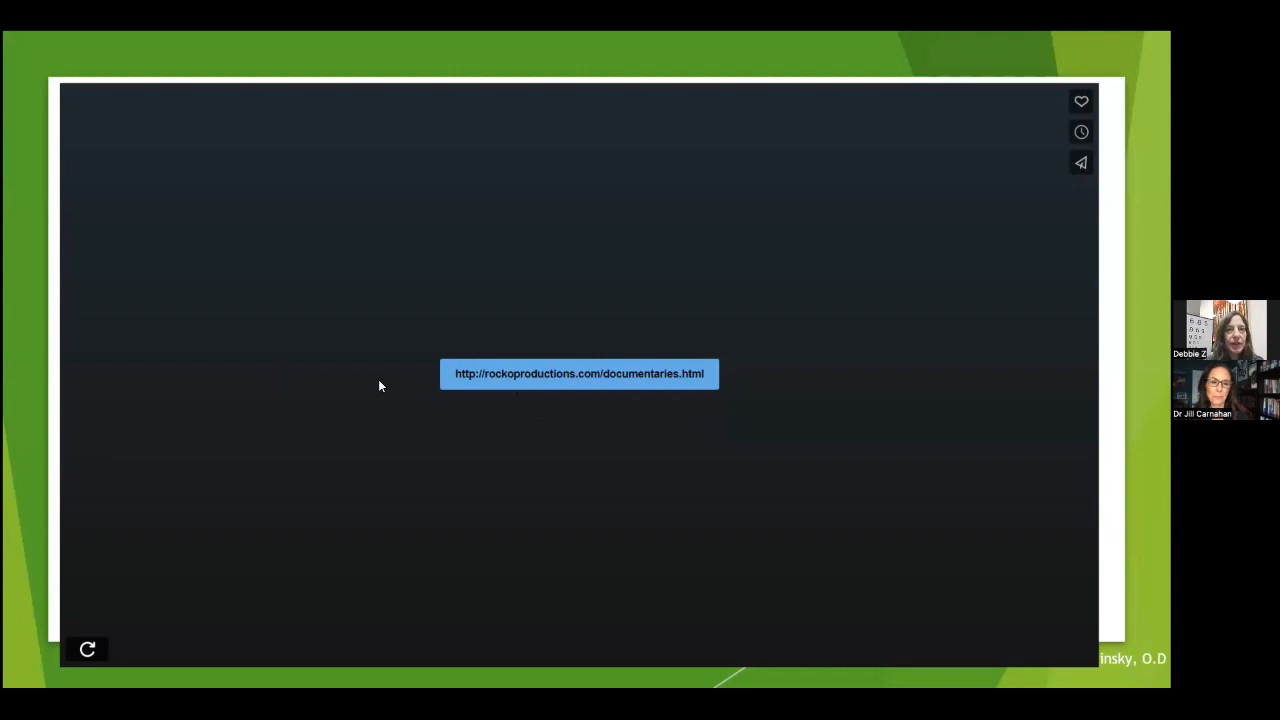 http://rockoproductions.com/documentaries.html
Debbie Z
Dr Jill Carnahan
insky, O.D